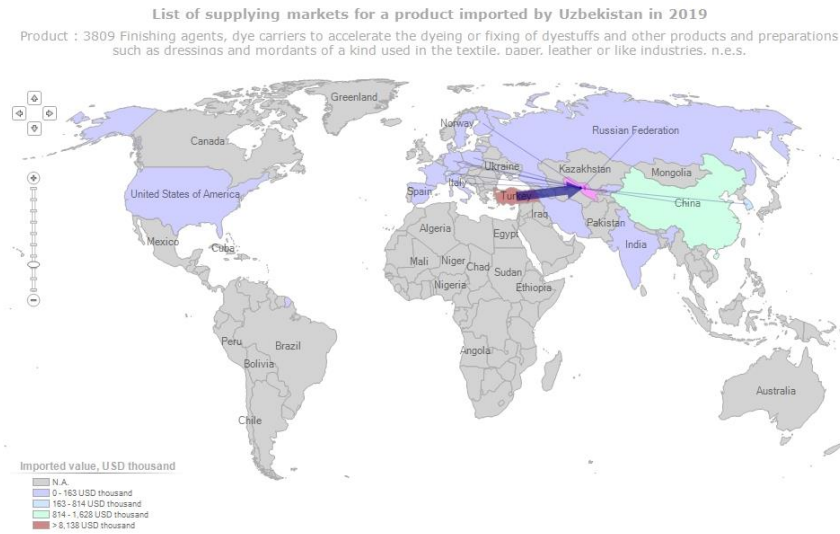 List of supplying markets for a product imported by Uzbekistan in 2019
Product : 3809 Finishing agents, dye carriers to accelerate the dyeing or fixing of dyestuffs and other products and preparations
such as dressings and mordants of a kind used in the textile, paper, leather or like industries, n.e.s.
Greenland
Norway
Russian Federation
Canada
Ukraine
Kazakhstan
Mongolia
United States of America
Spain
Italy
Turkey
China
Iraq
Pakistan
Mexico
Cuba
Algeria
Egypt
India
Mali
Niger
Chad
Sudan
Nigeria
Ethiopia
Peru
Brazil
Angola
Bolivia
Australia
Chile
Imported value, USD thousand
N.A.
0 - 163 USD thousand
163 - 814 USD thousand
814 - 1,628 USD thousand
> 8,138 USD thousand